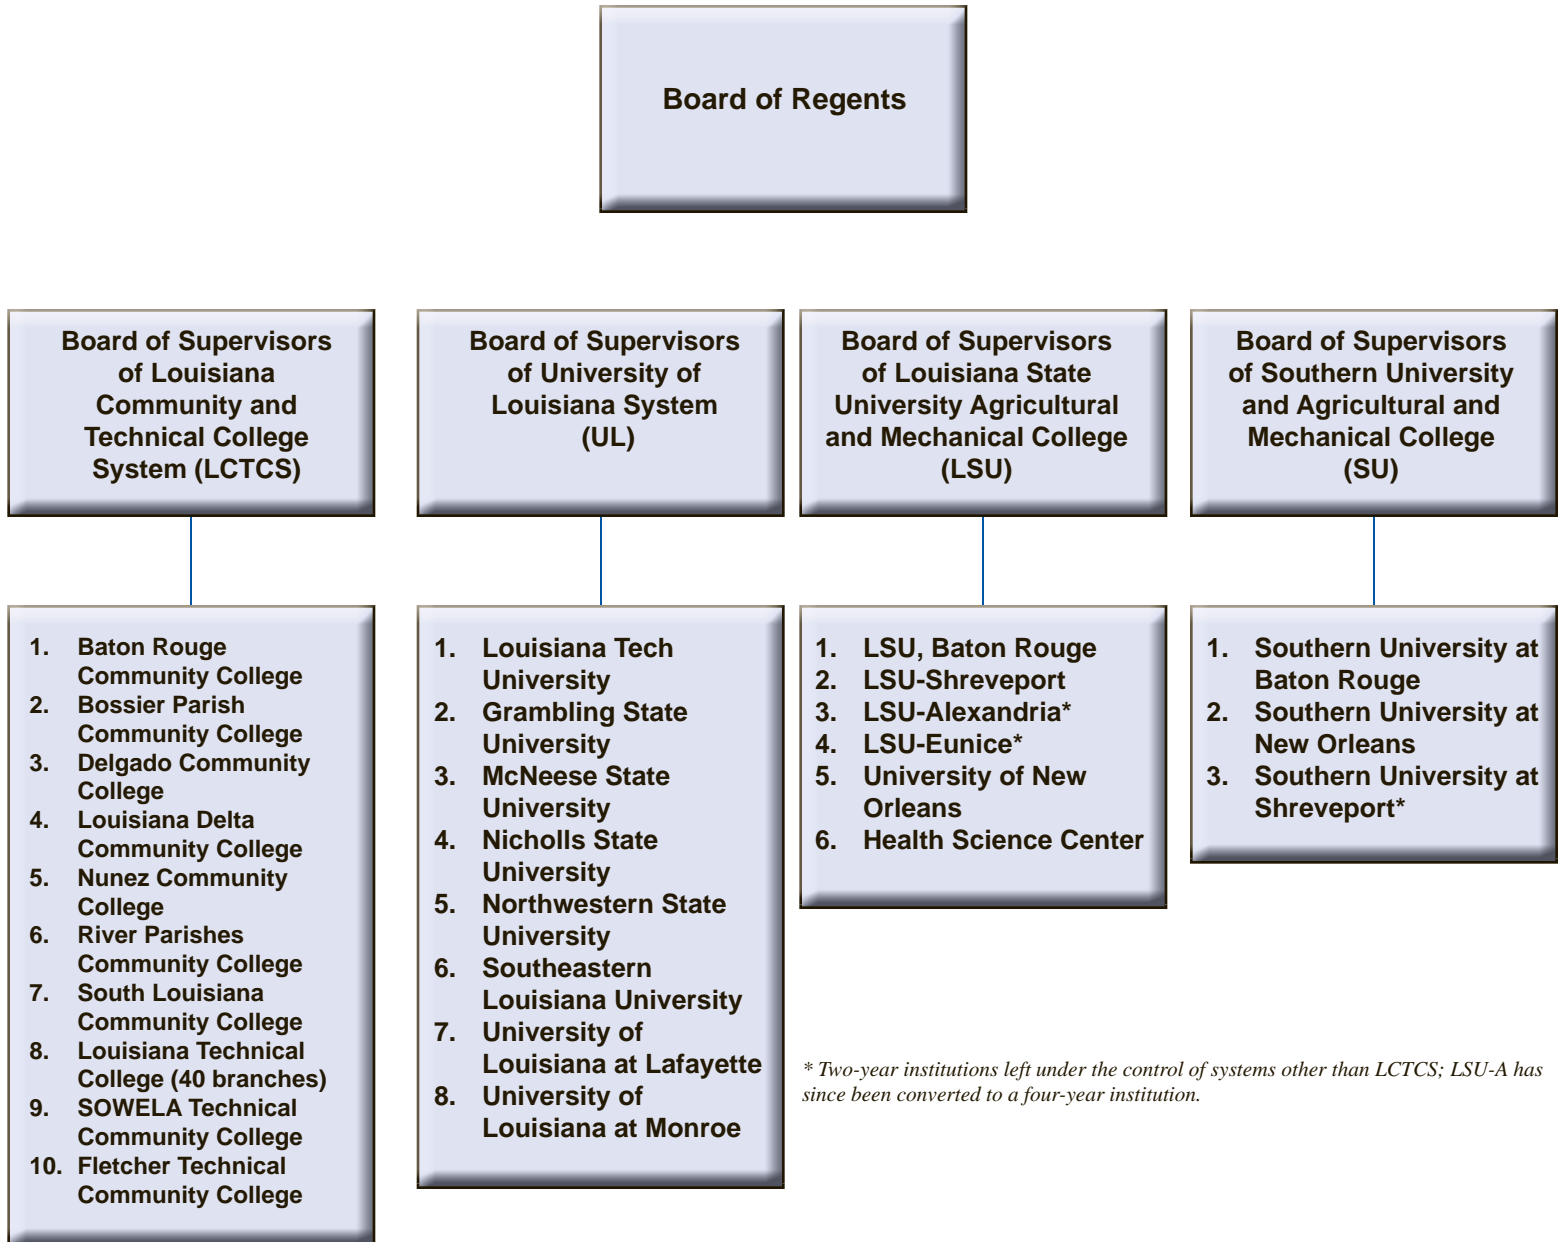 Board of Regents
Board of Supervisors
of Louisiana
Community and
Technical College
System (LCTCS)
Board of Supervisors
of University of
Louisiana System
(UL)
Board of Supervisors
of Louisiana State
University Agricultural
and Mechanical College
(LSU)
Board of Supervisors
of Southern University
and Agricultural and
Mechanical College
(SU)
1. Baton Rouge
Community College
2. Bossier Parish
Community College
3. Delgado Community
College
4. Louisiana Delta
Community College
5. Nunez Community
College
6. River Parishes
Community College
7. South Louisiana
Community College
8. Louisiana Technical
College (40 branches)
9. SOWELA Technical
Community College
10. Fletcher Technical
Community College
1. Louisiana Tech
University
2. Grambling State
University
3. McNeese State
University
4. Nicholls State
University
5. Northwestern State
University
6. Southeastern
Louisiana University
7. University of
Louisiana at Lafayette
8. University of
Louisiana at Monroe
1. LSU, Baton Rouge
2. LSU-Shreveport
3. LSU-Alexandria*
4. LSU-Eunice*
5. University of New
Orleans
6. Health Science Center
1. Southern University at
Baton Rouge
2. Southern University at
New Orleans
3. Southern University at
Shreveport*
* Two-year institutions left under the control of systems other than LCTCS; LSU-A has
since been converted to a four-year institution.